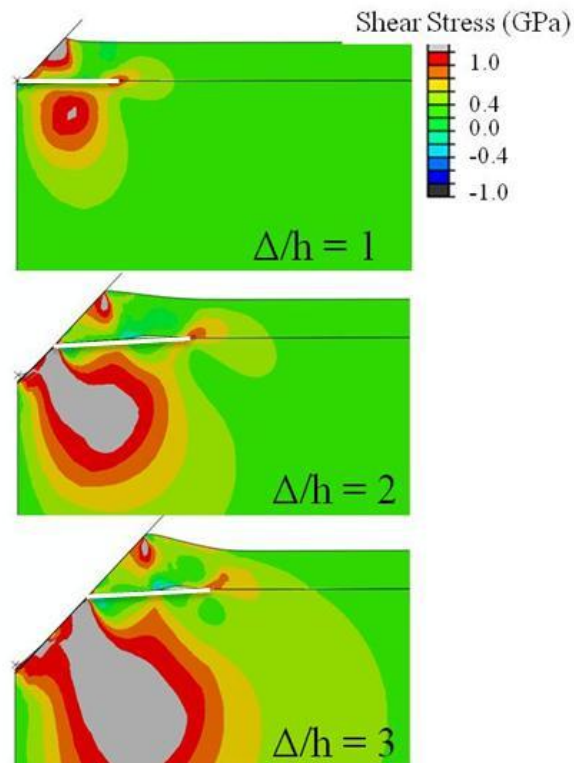 Shear Stress (GPa)
1.0
0.4
0.0
-0.4
-1.0
Δ/h = 1
Δ/h = 2
Δ/h = 3